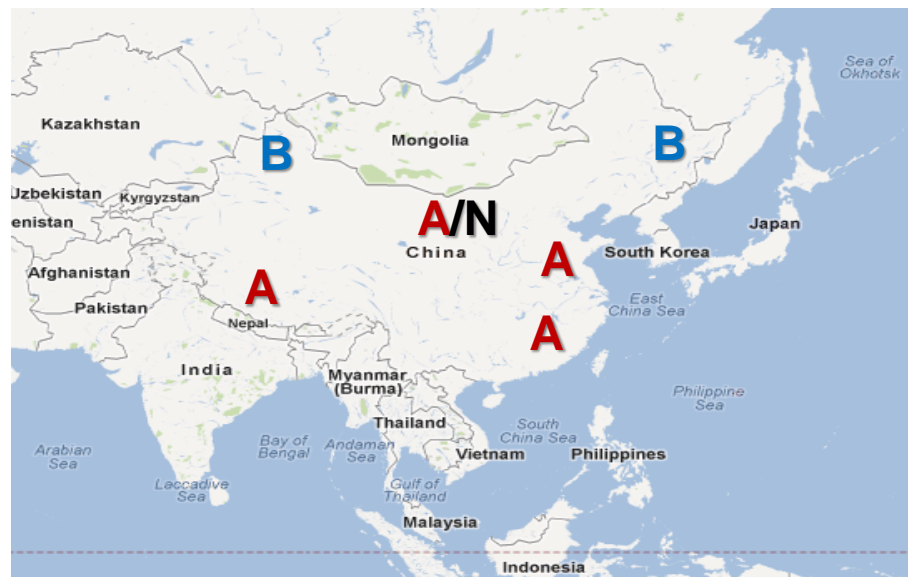 Sea of
Okhotsk
Kazakhstan
Mongolia
B
B
Uzbekistan
Kyrgyzstan
enistan
A/N
Japan
China
South Korea
A
Afghanistan
A
Pakistan
East
China Sea
Nepal
A
India
Myanmar
(Burma)
Philippine
Sea
Thailand
South
China Sea
Arabian
Sea
Bay of
Bengal
Andaman
Sea
Vietnam
Philippines
Laccadive
Sea
Gulf of
Thailand
Malaysia
Indonesia